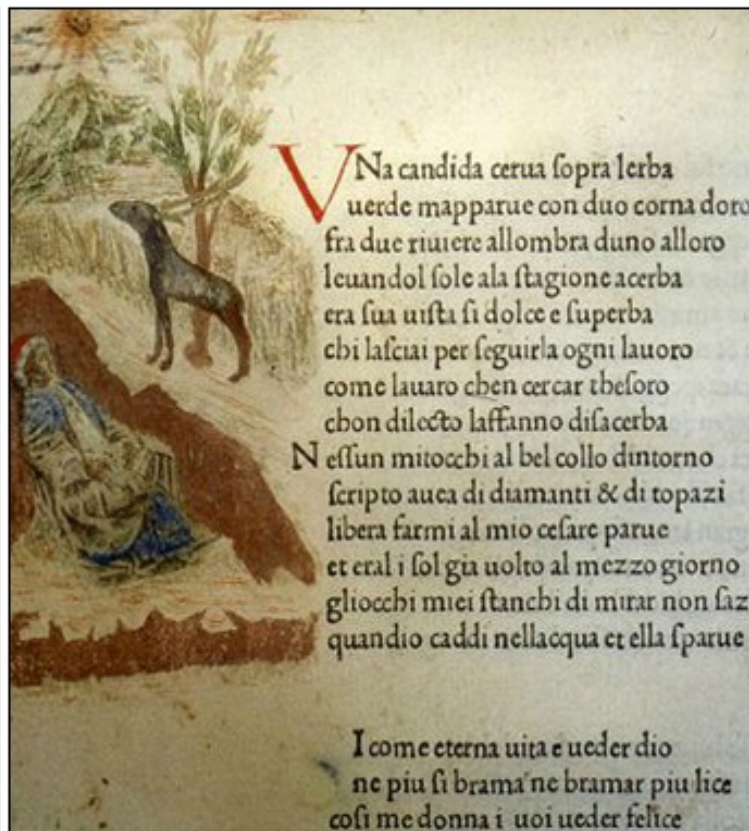 VNa candida cerua ſopra lerba
uerde mapparue con duo corna doro
fra due riuiere allombra duno alloro
leuandol ſole ala ſtagione acerba
era ſua uiſta ſi dolce e ſuperba
chi laſciai per ſeguirla ogni lauoro
come lauaro chen cercar theſoro
chon dilecto laffanno diſacerba
Neſſun mitocchi al bel collo dintorno
ſcripto auea di diamanti & di topazi
libera farmi al mio ceſare parue
et eral i ſol gia uolto al mezzo giorno
gliocchi miei ſtanchi di mirar non ſaz
quandio caddi nellacqua et ella ſparue
I come eterna uita e ueder dio
ne piu ſi brama ne bramar piu lice
coſi me donna i uoi ueder felice